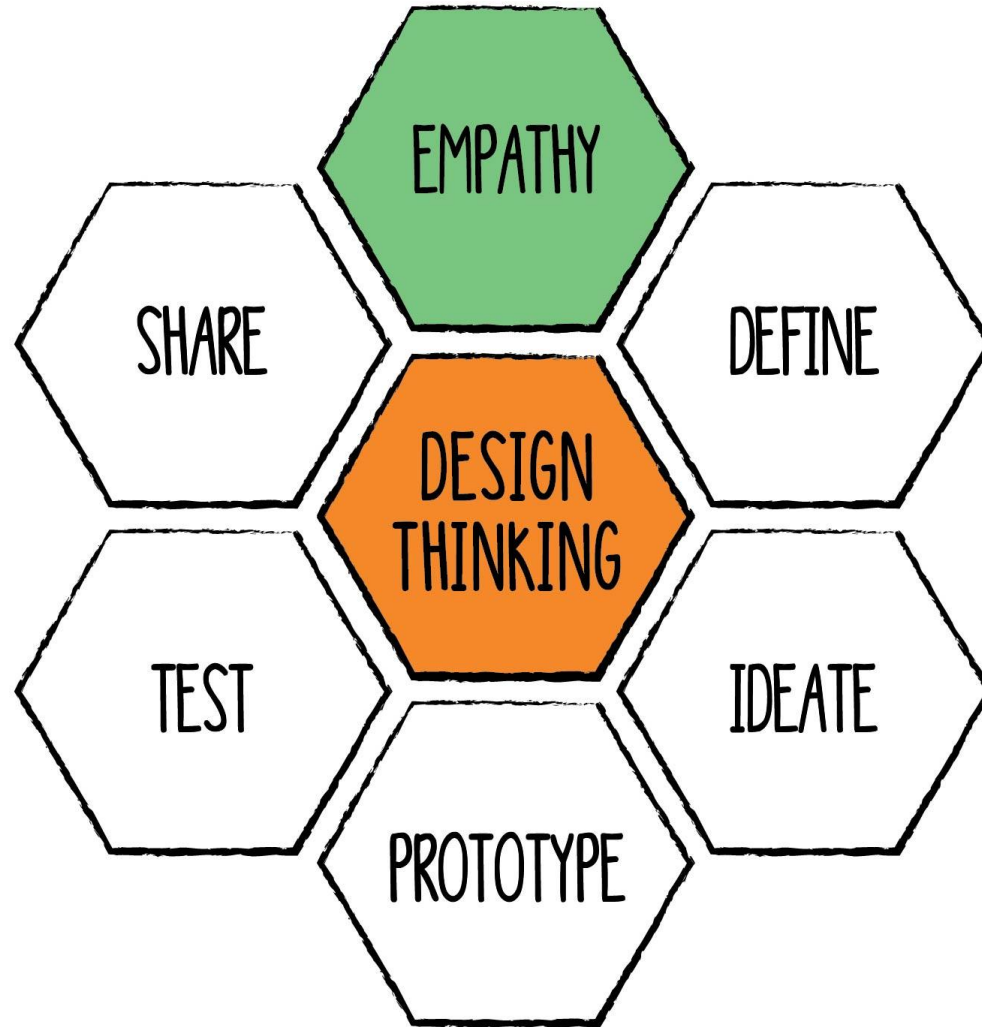 EMPATHY
SHARE
DEFINE
DESIGN
THINKING
TEST
IDEATE
PROTOTYPE